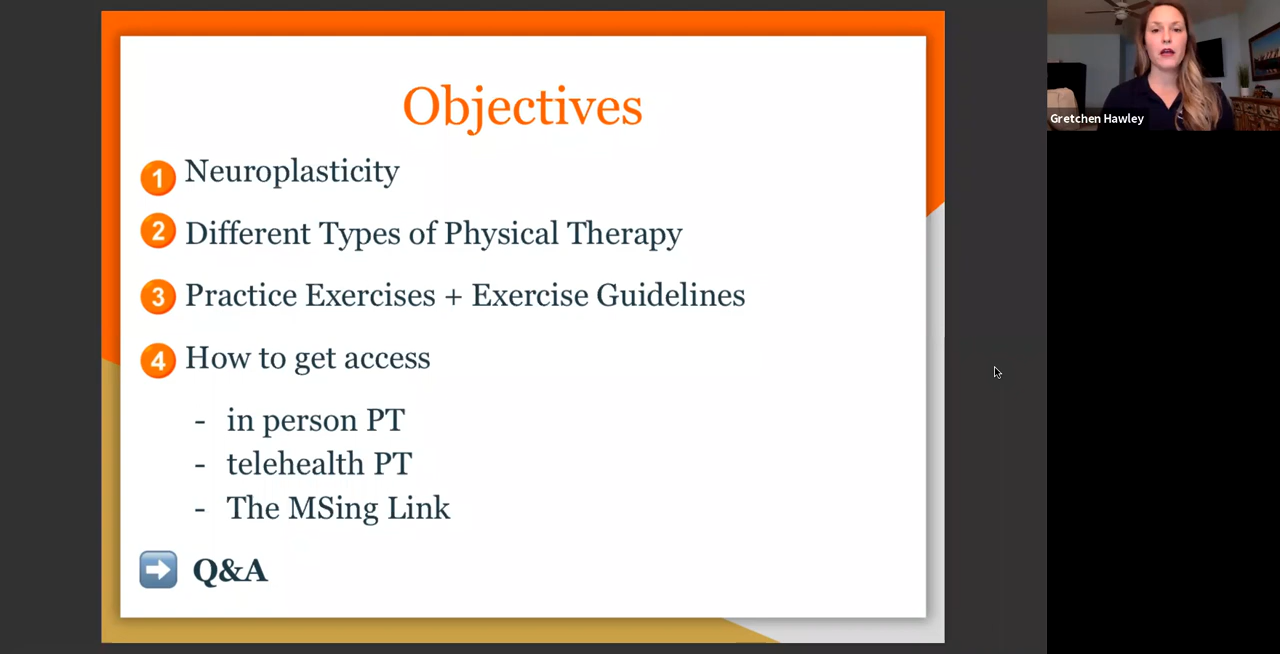 Objectives
1 Neuroplasticity
2 Different Types of Physical Therapy
3 Practice Exercises + Exercise Guidelines
4 How to get access
- in person PT
- telehealth PT
- The MSing Link
Q&A
Gretchen Hawley